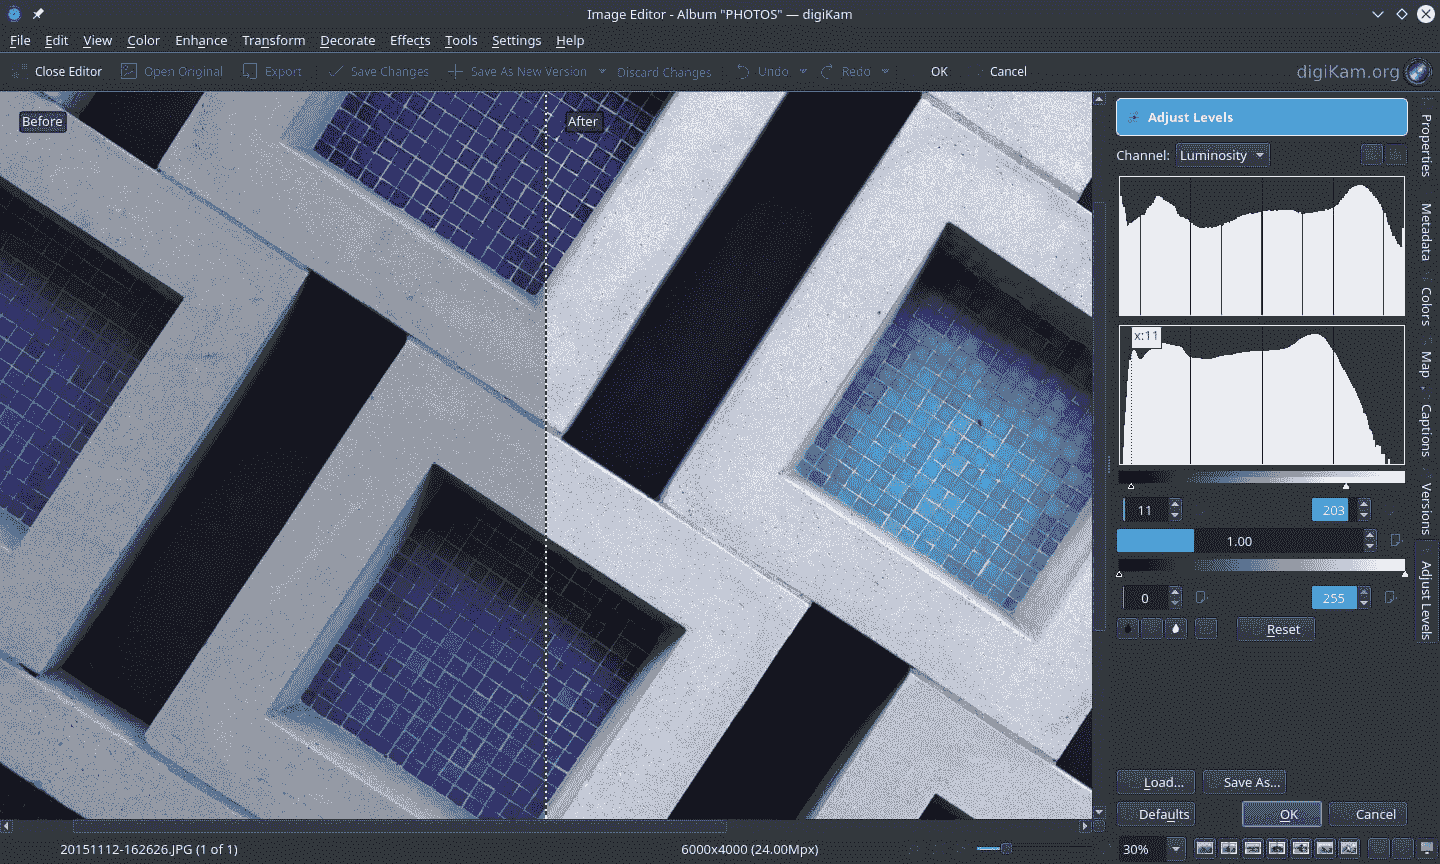 Image Editor - Album "PHOTOS" — digiKam
File Edit View Color Enhance Transform Decorate Effects Tools Settings Help
Close Editor Open Original Export Save Changes Save As New Version Discard Changes Undo Redo OK Cancel digiKam.org
Before After
Adjust Levels
Channel: Luminosity
x:11
11 203
1.00
0 255
Reset
Load... Save As...
Defaults OK Cancel
Properties
Metadata
Colors
Map
Captions
Versions
Adjust Levels
20151112-162626.JPG (1 of 1) 6000x4000 (24.00Mpx) 30%